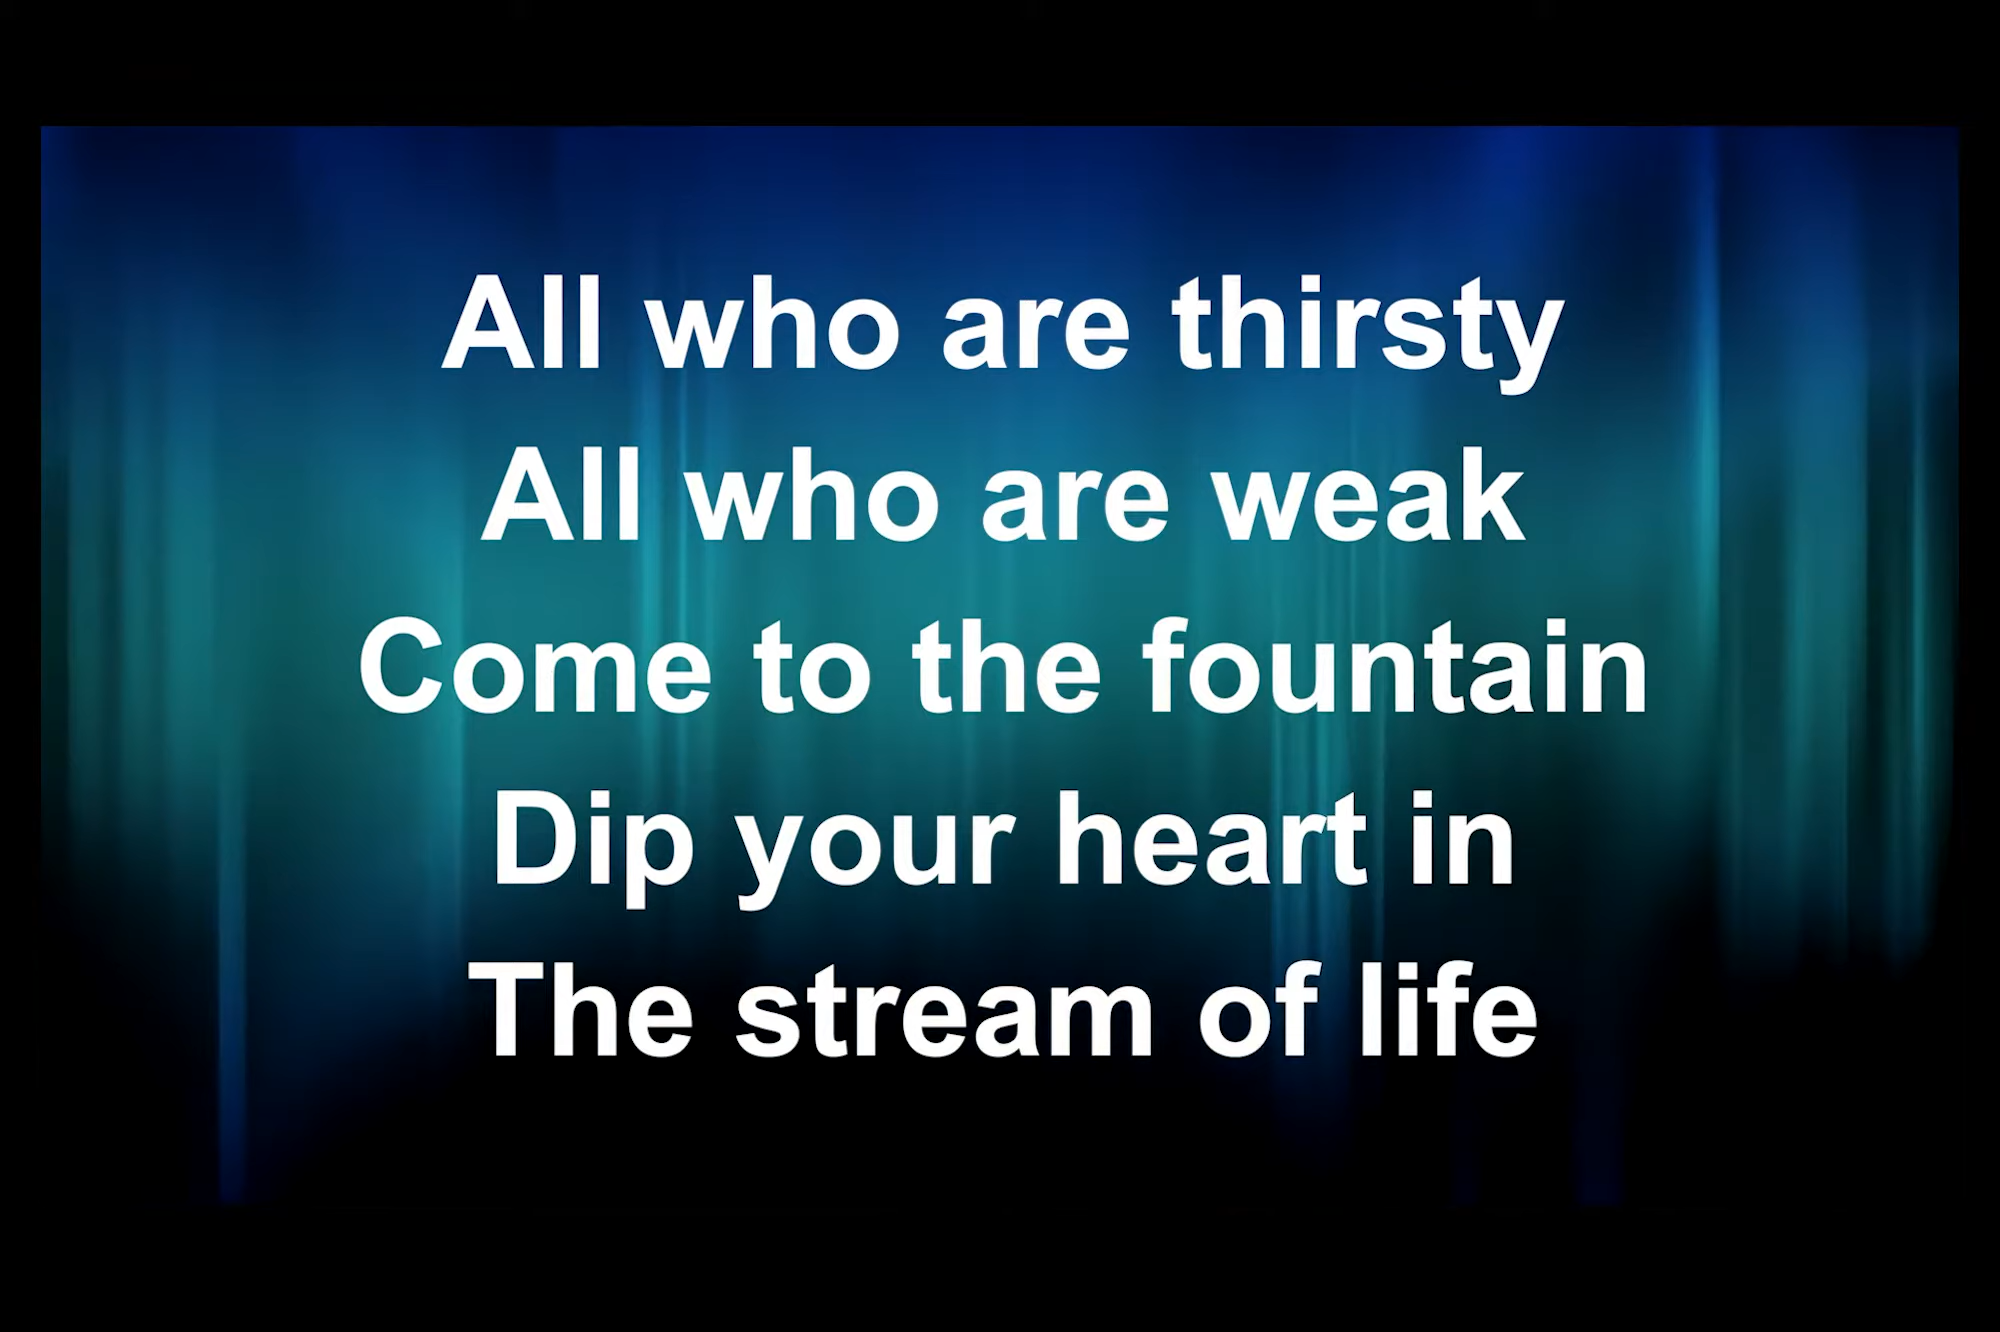 All who are thirsty
All who are weak
Come to the fountain
Dip your heart in
The stream of life